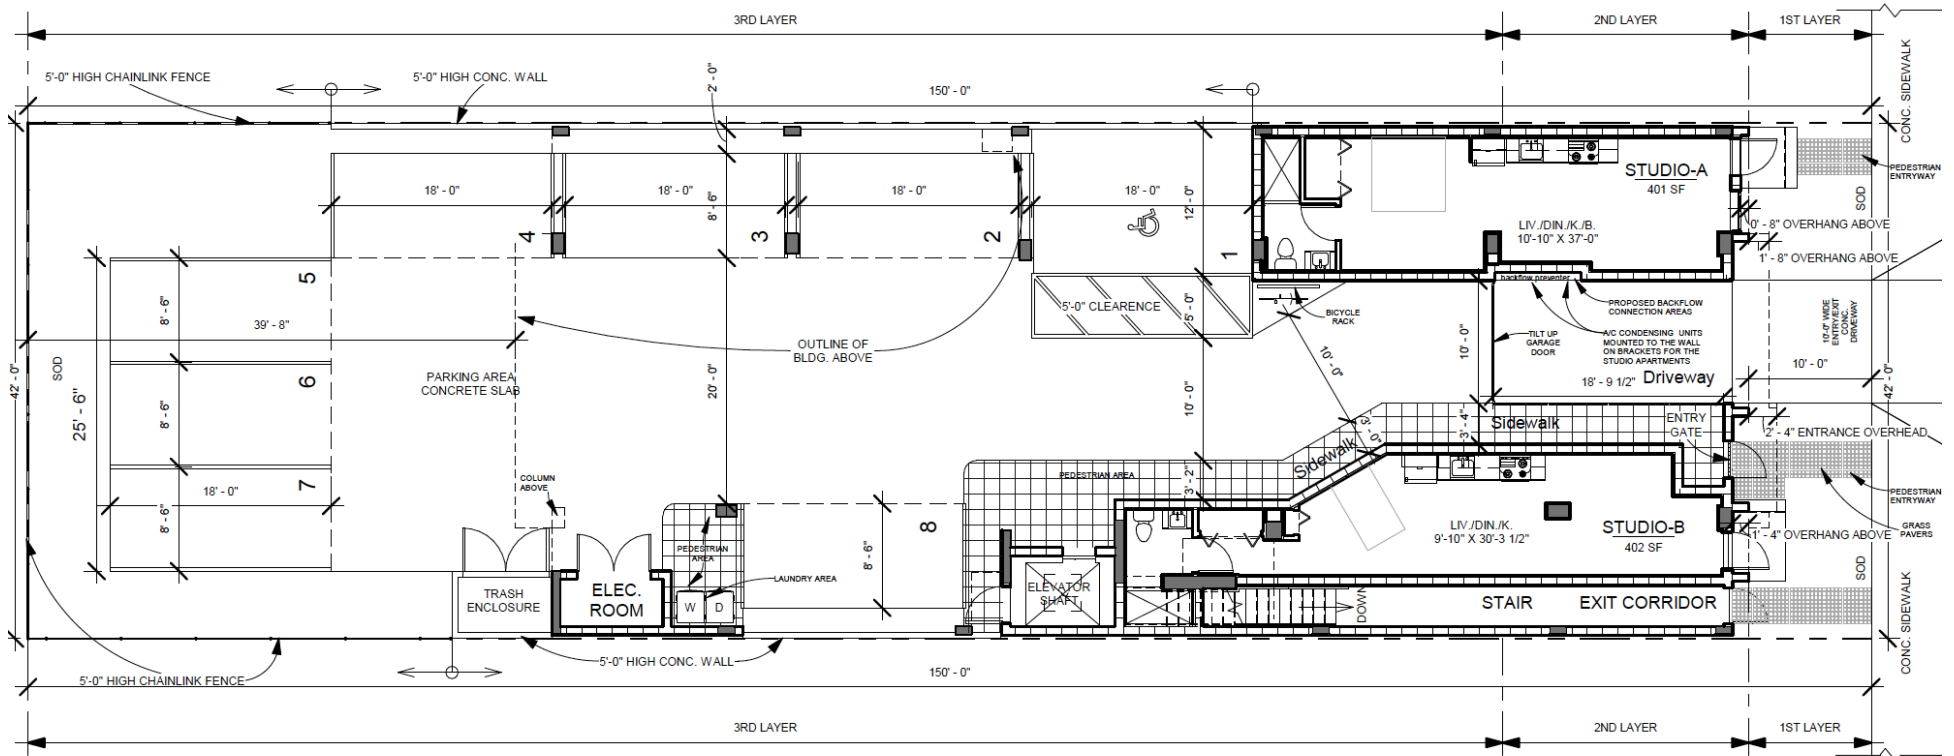 3RD LAYER
2ND LAYER
1ST LAYER
5'-0" HIGH CHAINLINK FENCE
5'-0" HIGH CONC. WALL
2' - 0"
150' - 0"
CONC. SIDEWALK
18' - 0"
18' - 0"
18' - 0"
18' - 0"
8' - 6"
12' - 0"
4
3
2
1
STUDIO-A
401 SF
LIV./DIN./K./B.
10'-10" X 37'-0"
PEDESTRIAN
ENTRYWAY
SOD
0' - 8" OVERHANG ABOVE
1' - 8" OVERHANG ABOVE
5
8' - 6"
39' - 8"
5'-0" CLEARENCE
5' - 0"
BICYCLE
RACK
backflow preventer
PROPOSED BACKFLOW
CONNECTION AREAS
TILT UP
GARAGE
DOOR
A/C CONDENSING UNITS
MOUNTED TO THE WALL
ON BRACKETS FOR THE
STUDIO APARTMENTS
10'-0" WIDE
ENTRY/EXIT
CONC.
DRIVEWAY
OUTLINE OF
BLDG. ABOVE
10' - 0"
10' - 0"
10' - 0"
18' - 9 1/2"
Driveway
42' - 0"
SOD
25' - 6"
6
8' - 6"
PARKING AREA
CONCRETE SLAB
20' - 0"
10' - 0"
42' - 0"
3' - 0"
3' - 4"
Sidewalk
Sidewalk
ENTRY
GATE
2' - 4" ENTRANCE OVERHEAD
7
18' - 0"
8' - 6"
COLUMN
ABOVE
PEDESTRIAN AREA
3' - 2"
PEDESTRIAN
ENTRYWAY
GRASS
PAVERS
8
8' - 6"
PEDESTRIAN
AREA
LAUNDRY AREA
W
D
TRASH
ENCLOSURE
ELEC.
ROOM
ELEVATOR
SHAFT
LIV./DIN./K.
9'-10" X 30'-3 1/2"
STUDIO-B
402 SF
1' - 4" OVERHANG ABOVE
DOWN
STAIR
EXIT CORRIDOR
SOD
CONC. SIDEWALK
5'-0" HIGH CONC. WALL
5'-0" HIGH CHAINLINK FENCE
150' - 0"
3RD LAYER
2ND LAYER
1ST LAYER